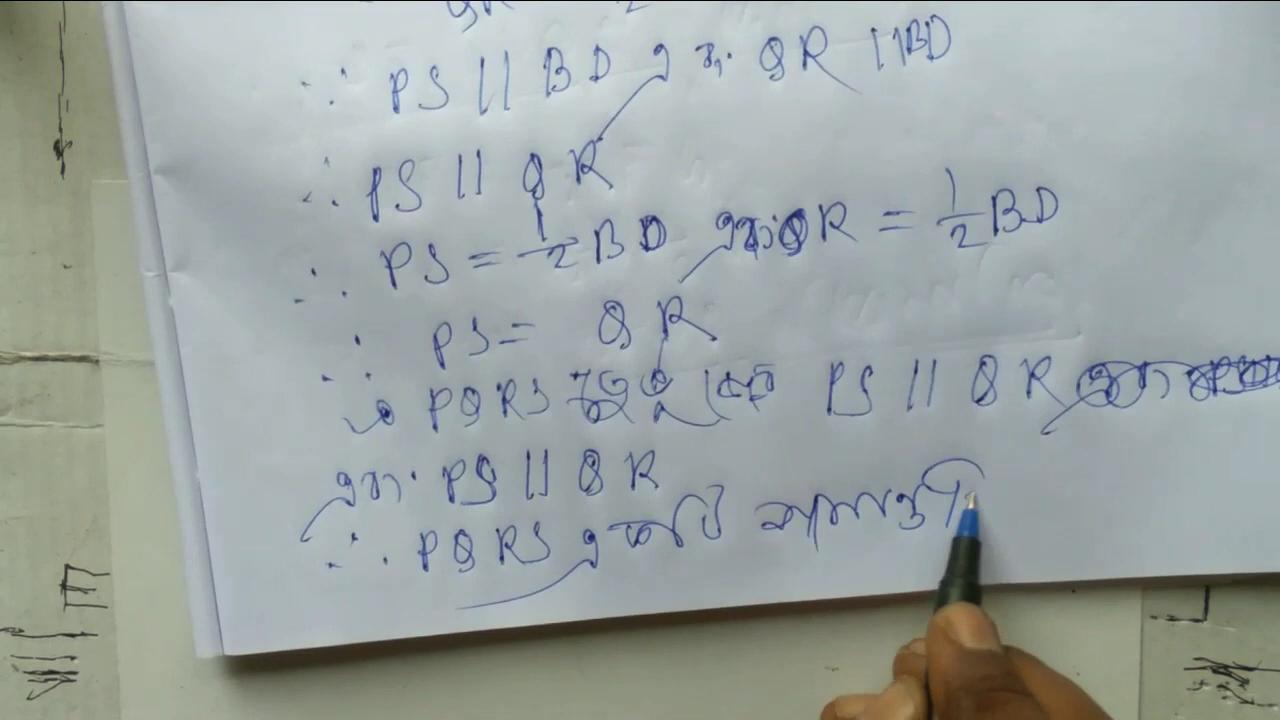 ∴ PS || BD এবং QR || BD
∴ PS || QR
∴ PS = 1/2 BD এবং QR = 1/2 BD
∴ PS = QR
∴ PQRS চতুর্ভুজের PS || QR
এবং PS || QR
∴ PQRS একটি সামান্তরি